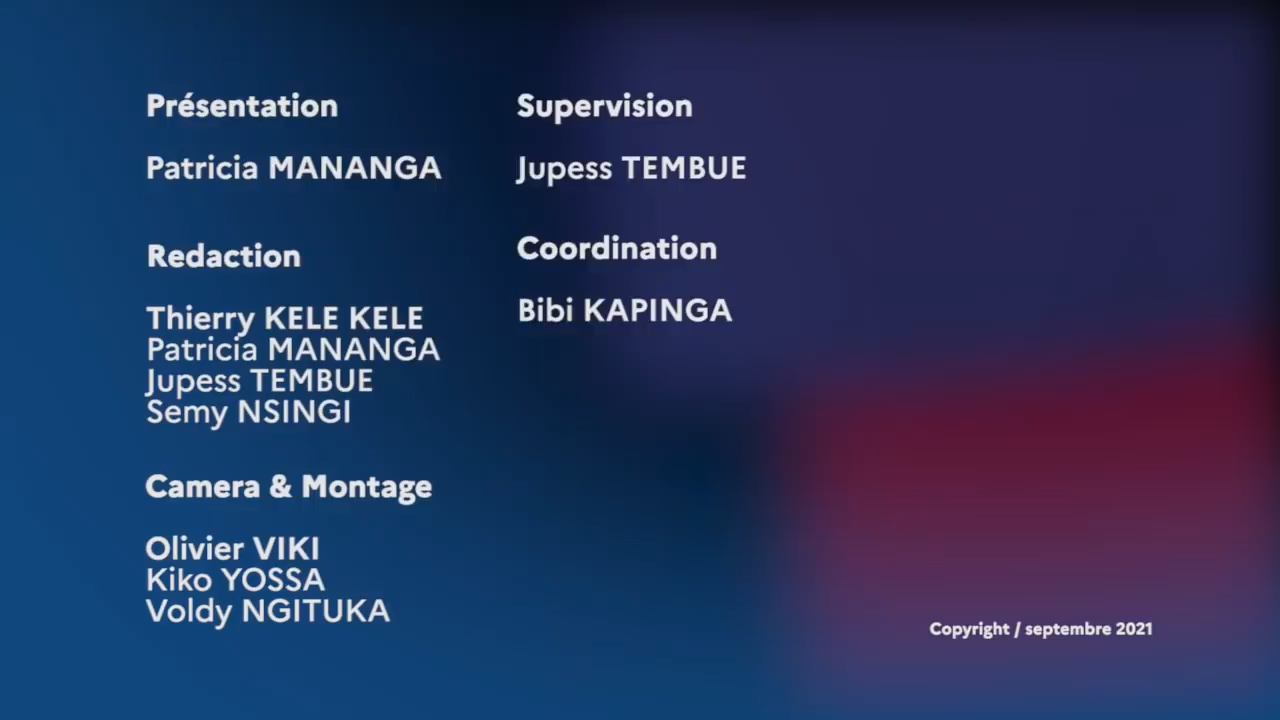 Présentation
Patricia MANANGA
Redaction
Thierry KELE KELE
Patricia MANANGA
Jupess TEMBUE
Semy NSINGI
Camera & Montage
Olivier VIKI
Kiko YOSSA
Voldy NGITUKA
Supervision
Jupess TEMBUE
Coordination
Bibi KAPINGA
Copyright / septembre 2021